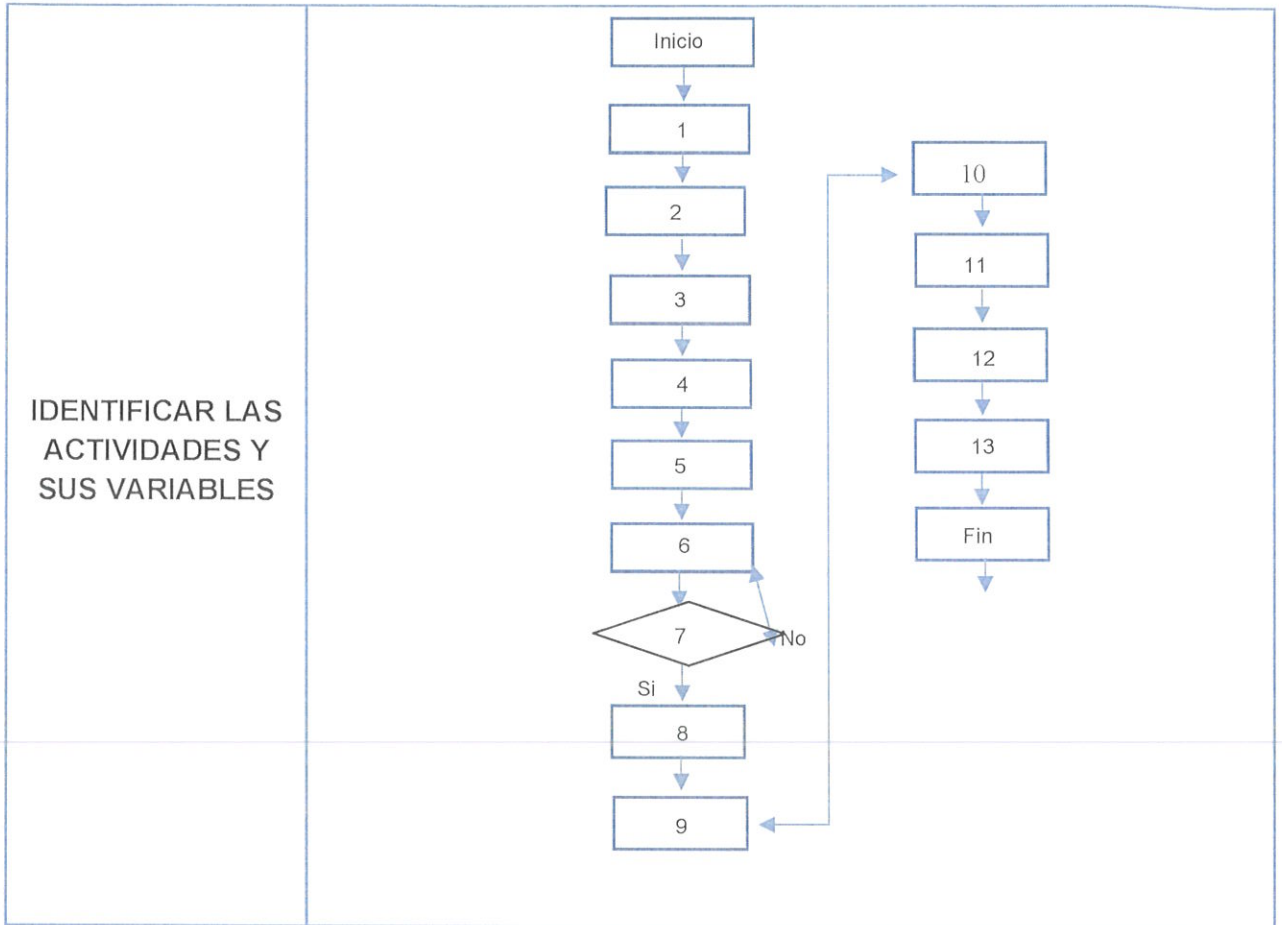 IDENTIFICAR LAS
ACTIVIDADES Y
SUS VARIABLES
Inicio
1
2
3
4
5
6
7
No
Si
8
9
10
11
12
13
Fin